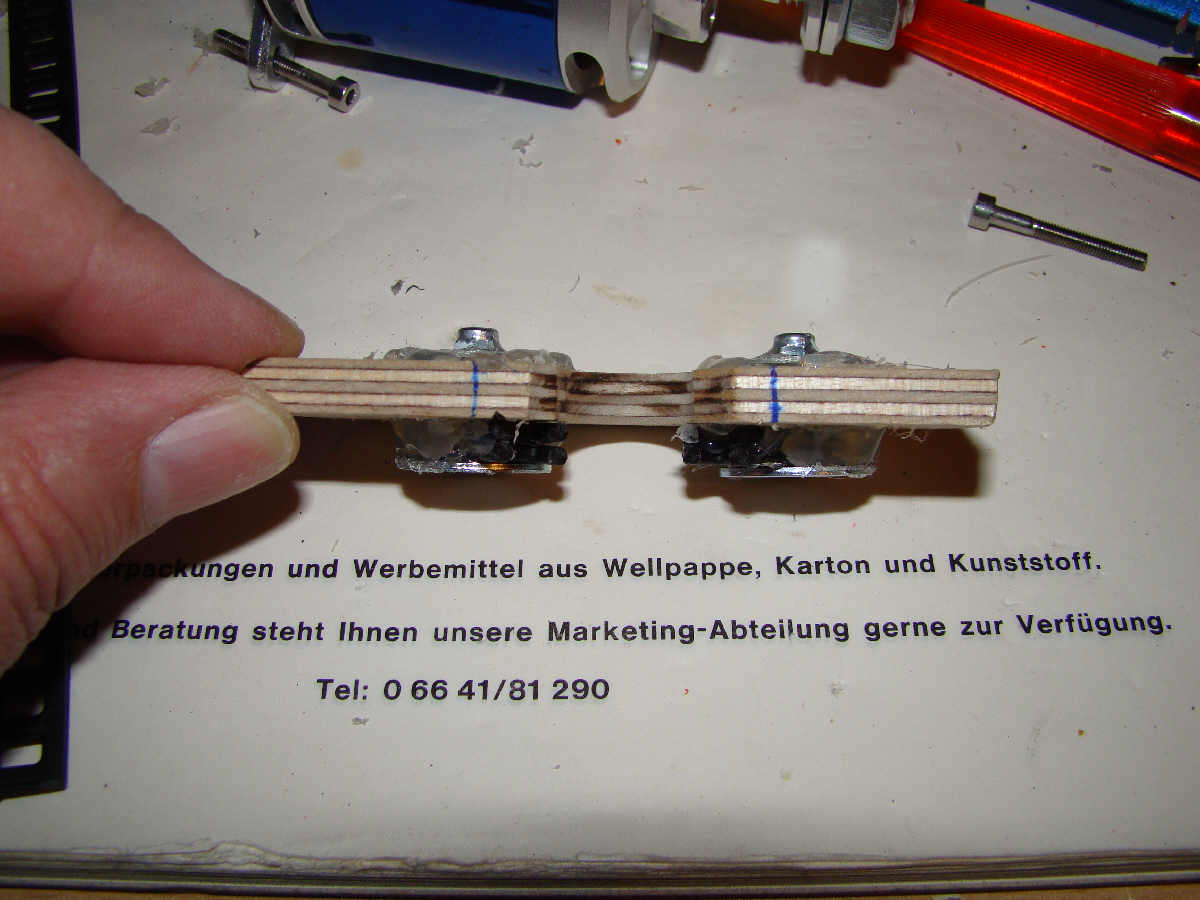 und Werbemittel aus Wellpappe, Karton und Kunststoff.
Beratung steht Ihnen unsere Marketing-Abteilung gerne zur Verfügung.
Tel: 0 66 41/81 290